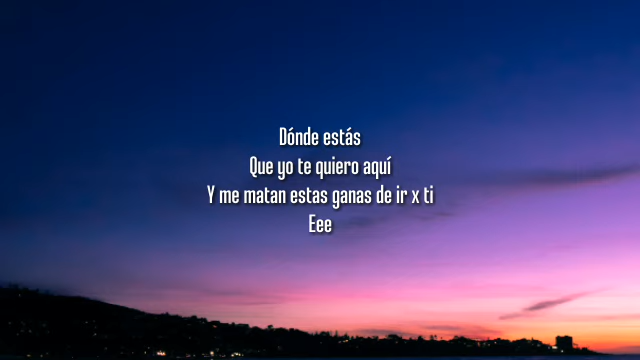 Dónde estás
Que yo te quiero aquí
Y me matan estas ganas de ir x ti
Eee